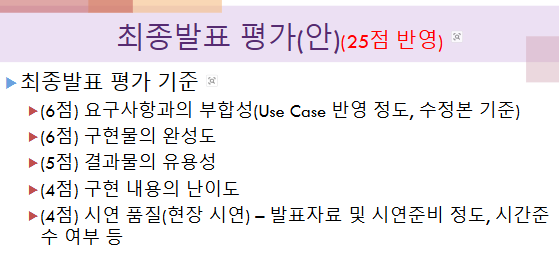 최종발표 평가(안)(25점 반영)
최종발표 평가 기준
(6점) 요구사항과의 부합성(Use Case 반영 정도, 수정본 기준)
(6점) 구현물의 완성도
(5점) 결과물의 유용성
(4점) 구현 내용의 난이도
(4점) 시연 품질(현장 시연) – 발표자료 및 시연준비 정도, 시간준
수 여부 등